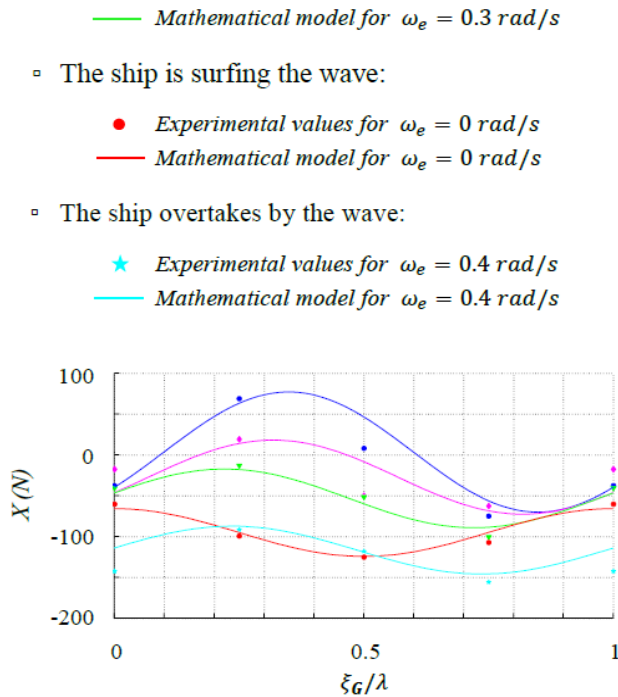 Mathematical model for ωₑ = 0.3 rad/s
▫ The ship is surfing the wave:
Experimental values for ωₑ = 0 rad/s
Mathematical model for ωₑ = 0 rad/s
▫ The ship overtakes by the wave:
Experimental values for ωₑ = 0.4 rad/s
Mathematical model for ωₑ = 0.4 rad/s
100
0
-100
-200
X(N)
0 0.5 1
ξ_G/λ